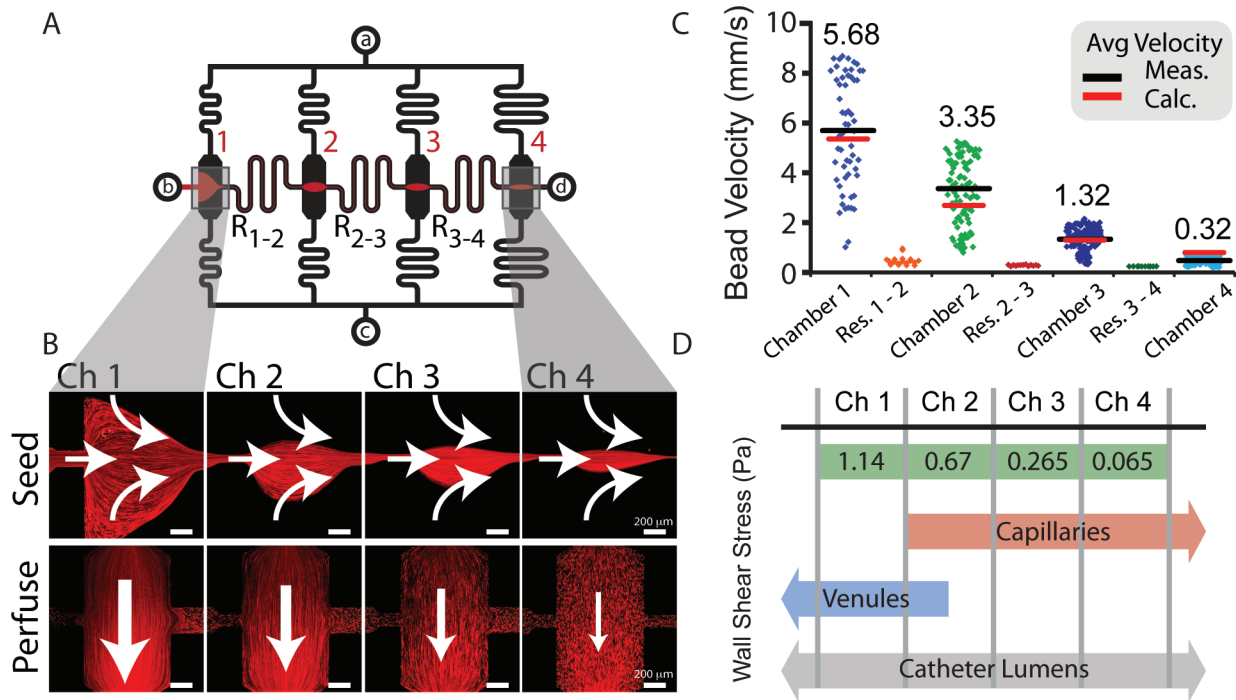 A
a
1
2
3
4
b
d
R1-2
R2-3
R3-4
c
B
Ch 1
Ch 2
Ch 3
Ch 4
Seed
200 µm
Perfuse
200 µm
C
Bead Velocity (mm/s)
10
8
6
4
2
0
5.68
3.35
1.32
0.32
Avg Velocity
Meas.
Calc.
Chamber 1
Res. 1 - 2
Chamber 2
Res. 2 - 3
Chamber 3
Res. 3 - 4
Chamber 4
D
Wall Shear Stress (Pa)
Ch 1 Ch 2 Ch 3 Ch 4
1.14 0.67 0.265 0.065
Capillaries
Venules
Catheter Lumens